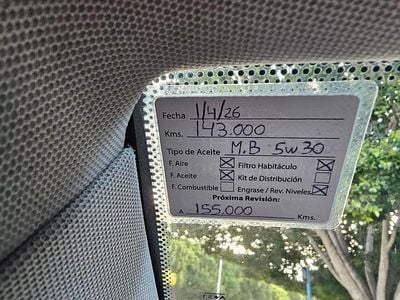 Fecha 1/4/26
Kms. 143.000
Tipo de Aceite M.B 5w30
F. Aire Filtro Habitáculo
F. Aceite Kit de Distribución
F. Combustible Engrase / Rev. Niveles
Próxima Revisión:
A 155.000 Kms.